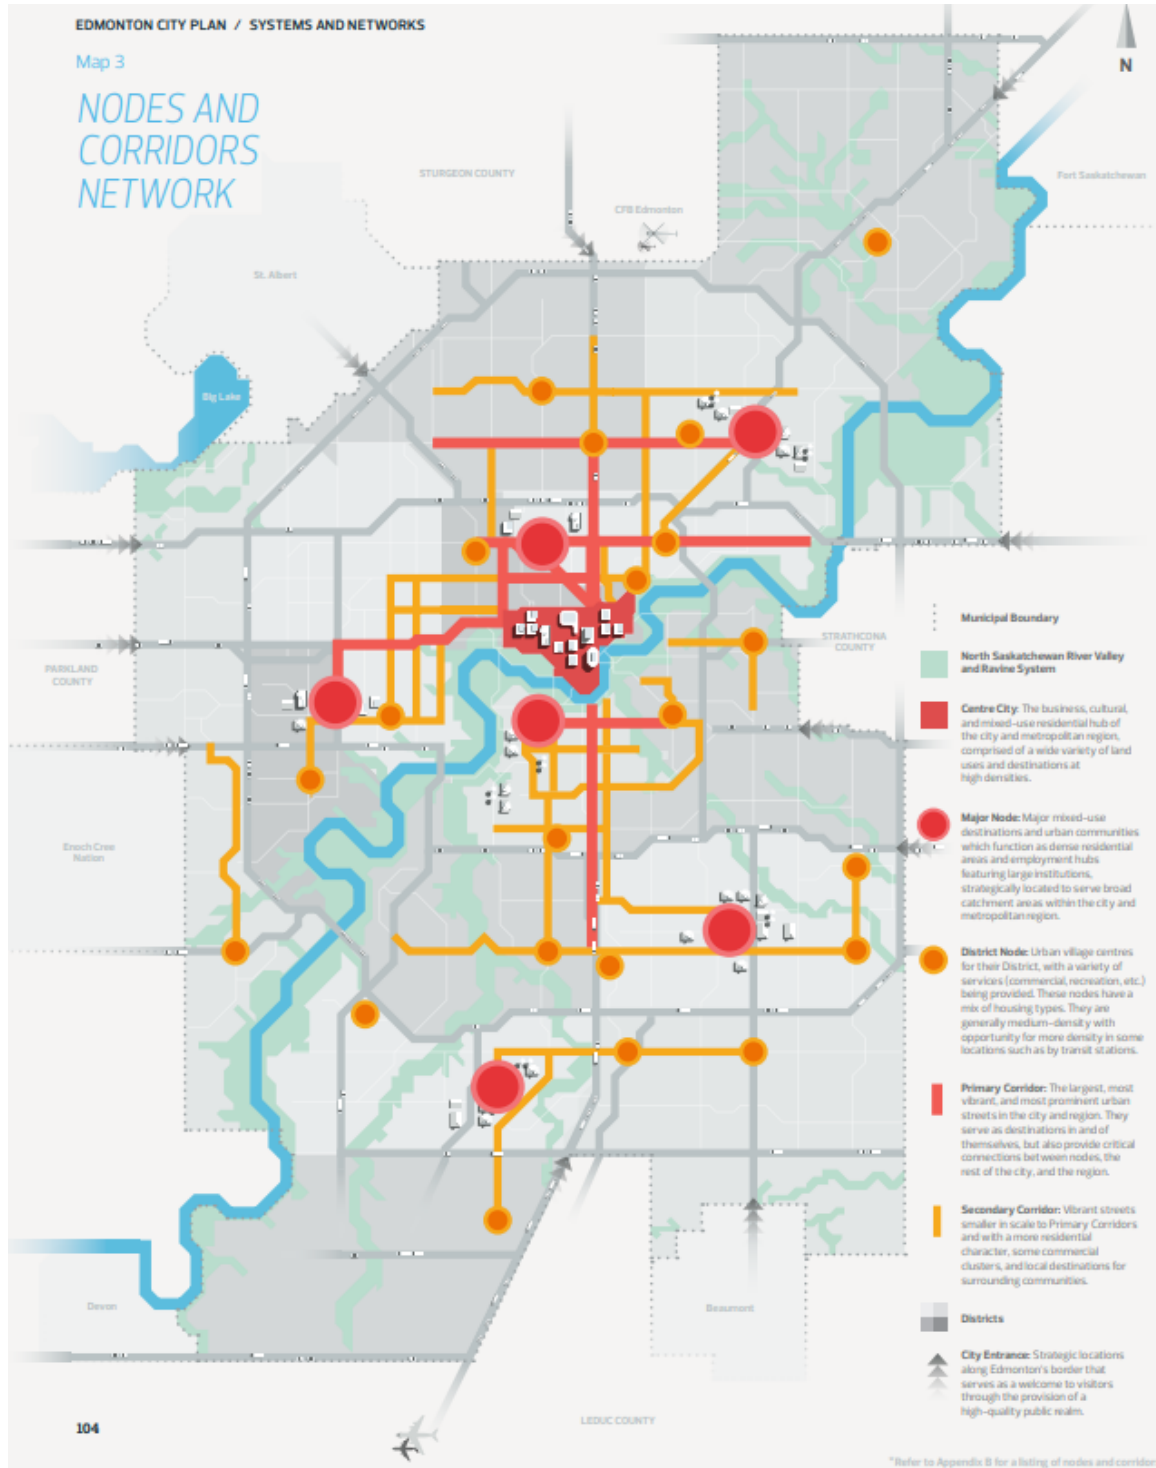 EDMONTON CITY PLAN / SYSTEMS AND NETWORKS
Map 3
NODES AND
CORRIDORS
NETWORK
N
STURGEON COUNTY
CFB Edmonton
Fort Saskatchewan
St. Albert
Big Lake
PARKLAND
COUNTY
STRATHCONA
COUNTY
Enoch Cree
Nation
Devon
Beaumont
LEDUC COUNTY
Municipal Boundary
North Saskatchewan River Valley
and Ravine System
Centre City: The business, cultural,
and mixed-use residential hub of
the city and metropolitan region,
comprised of a wide variety of land
uses and destinations at
high densities.
Major Node: Major mixed-use
destinations and urban communities
which function as dense residential
areas and employment hubs
featuring large institutions,
strategically located to serve broad
catchment areas within the city and
metropolitan region.
District Node: Urban village centres
for their District, with a variety of
services (commercial, recreation, etc.)
being provided. These nodes have a
mix of housing types. They are
generally medium-density with
opportunity for more density in some
locations such as by transit stations.
Primary Corridor: The largest, most
vibrant, and most prominent urban
streets in the city and region. They
serve as destinations in and of
themselves, but also provide critical
connections between nodes, the
rest of the city, and the region.
Secondary Corridor: Vibrant streets
smaller in scale to Primary Corridors
and with a more residential
character, some commercial
clusters, and local destinations for
surrounding communities.
Districts
City Entrance: Strategic locations
along Edmonton's border that
serves as a welcome to visitors
through the provision of a
high-quality public realm.
104
*Refer to Appendix B for a listing of nodes and corridor